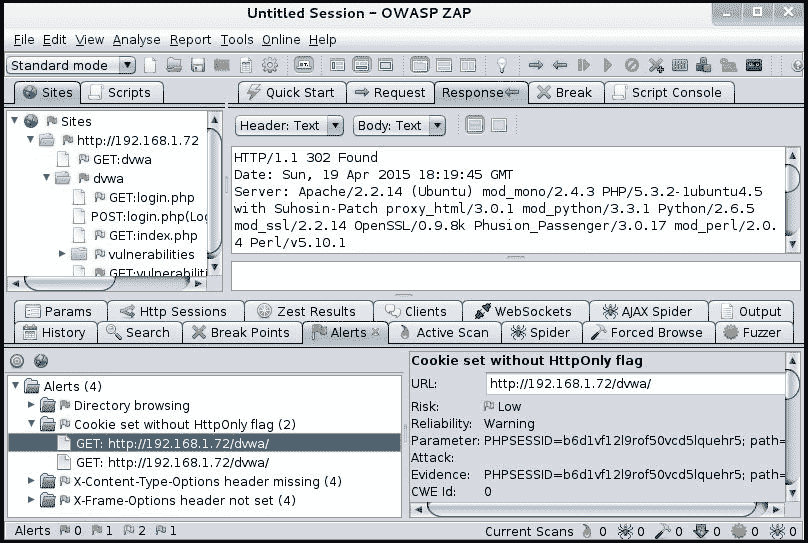 Untitled Session - OWASP ZAP
File Edit View Analyse Report Tools Online Help
Standard mode
Sites Scripts
Quick Start Request Response Break Script Console
Header: Text Body: Text
Sites
http://192.168.1.72
GET:dvwa
dvwa
GET:login.php
POST:login.php(Log
GET:index.php
vulnerabilities
GET:vulnerabiliti
HTTP/1.1 302 Found
Date: Sun, 19 Apr 2015 18:19:45 GMT
Server: Apache/2.2.14 (Ubuntu) mod_mono/2.4.3 PHP/5.3.2-1ubuntu4.5
with Suhosin-Patch proxy_html/3.0.1 mod_python/3.3.1 Python/2.6.5
mod_ssl/2.2.14 OpenSSL/0.9.8k Phusion_Passenger/3.0.17 mod_perl/2.0.
4 Perl/v5.10.1
Params Http Sessions Zest Results Clients WebSockets AJAX Spider Output
History Search Break Points Alerts Active Scan Spider Forced Browse Fuzzer
Alerts (4)
Directory browsing
Cookie set without HttpOnly flag (2)
GET: http://192.168.1.72/dvwa/
GET: http://192.168.1.72/dvwa/
X-Content-Type-Options header missing (4)
X-Frame-Options header not set (4)
Cookie set without HttpOnly flag
URL: http://192.168.1.72/dvwa/
Risk: Low
Reliability: Warning
Parameter: PHPSESSID=b6d1vf12l9rof50vcd5lquehr5; path=
Attack:
Evidence: PHPSESSID=b6d1vf12l9rof50vcd5lquehr5; path=
CWE Id: 0
Alerts 0 1 2 1 Current Scans 0 0 0 0 0 0